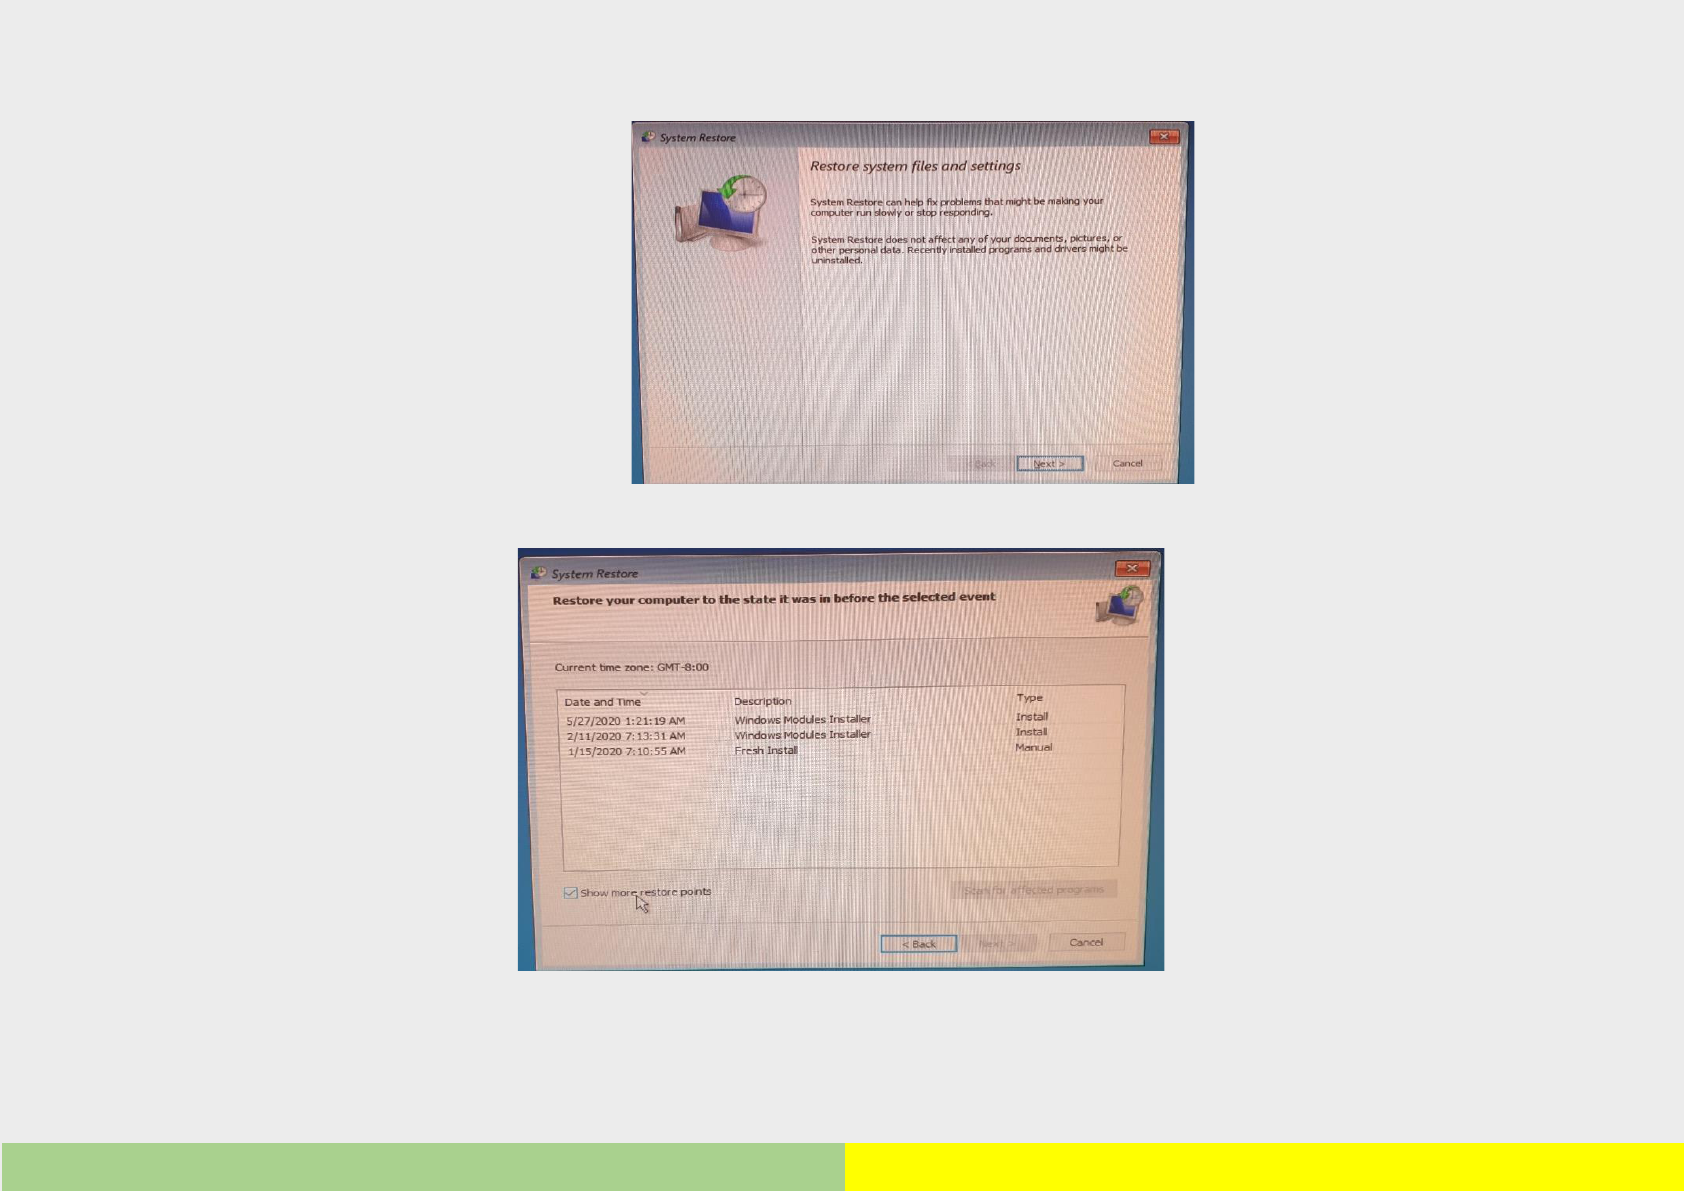 System Restore
Restore system files and settings
System Restore can help fix problems that might be making your
computer run slowly or stop responding.
System Restore does not affect any of your documents, pictures, or
other personal data. Recently installed programs and drivers might be
uninstalled.
< Back Next > Cancel
System Restore
Restore your computer to the state it was in before the selected event
Current time zone: GMT-8:00
Date and Time Description Type
5/27/2020 1:21:19 AM Windows Modules Installer Install
2/11/2020 7:13:31 AM Windows Modules Installer Install
1/15/2020 7:10:55 AM Fresh Install Manual
Show more restore points Scan for affected programs
< Back Next > Cancel